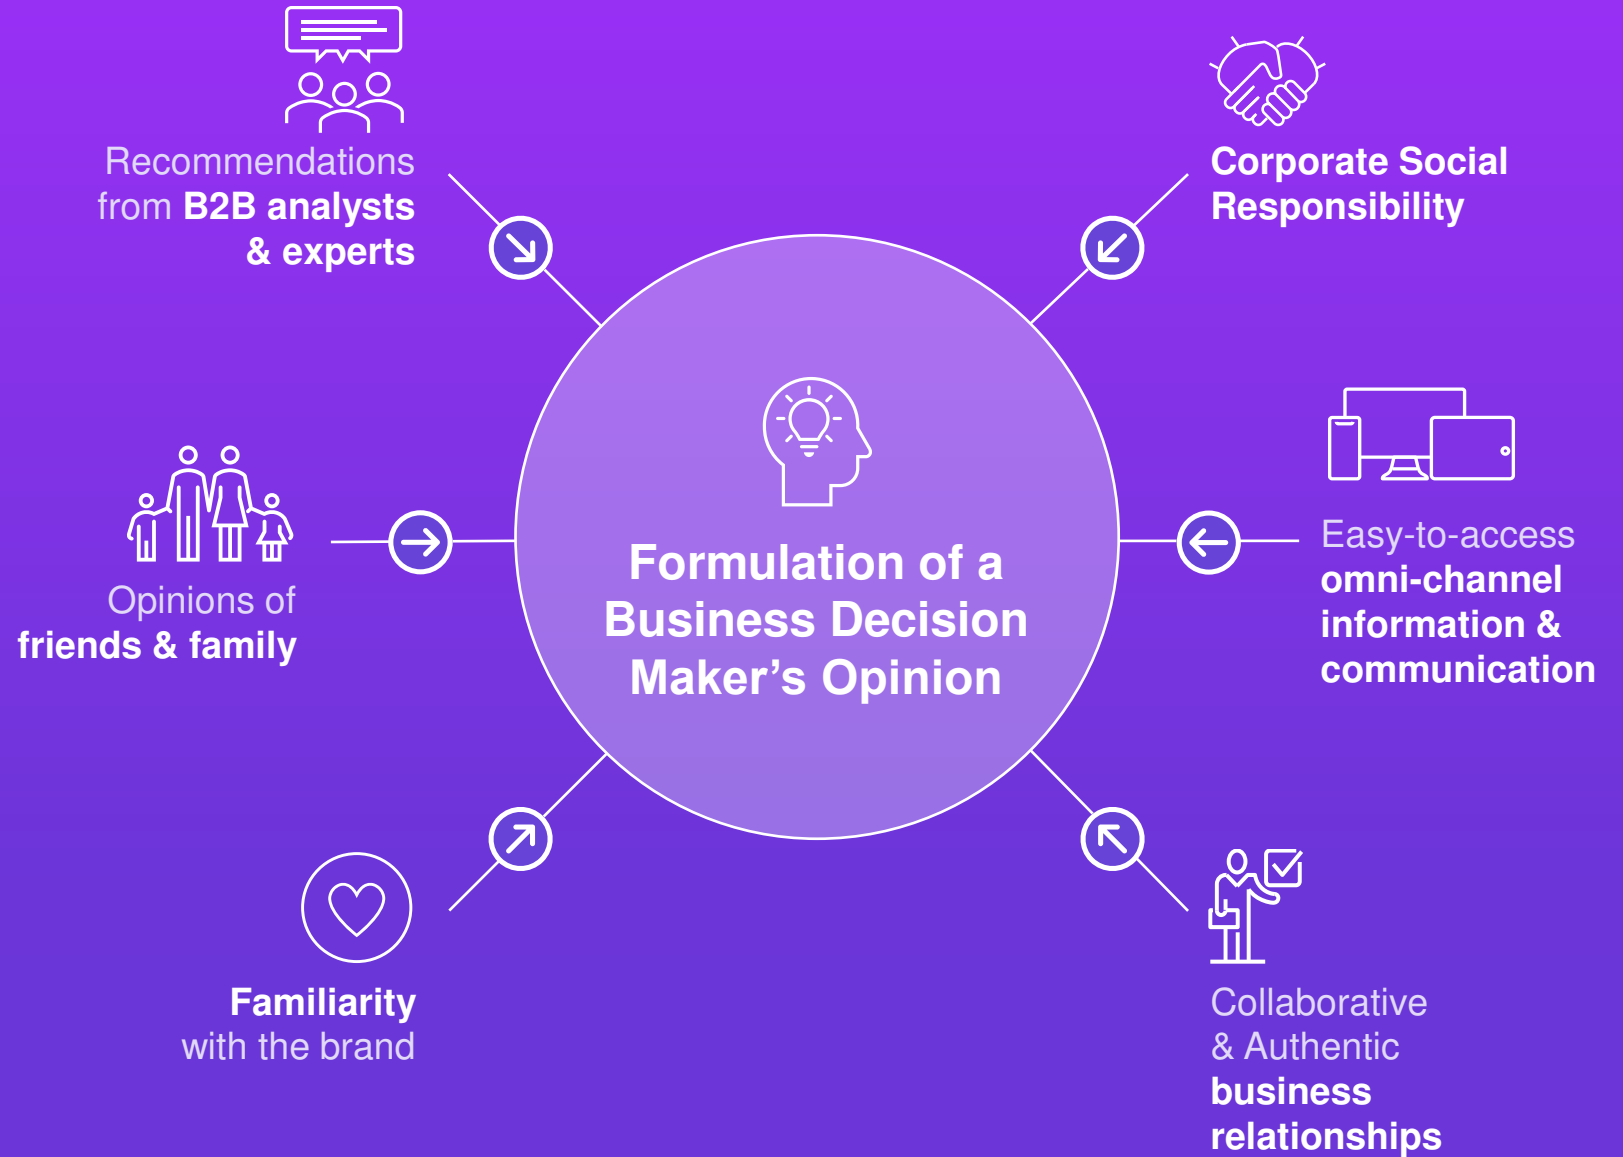 Recommendations
from B2B analysts
& experts
Corporate Social
Responsibility
Opinions of
friends & family
Formulation of a
Business Decision
Maker’s Opinion
Easy-to-access
omni-channel
information &
communication
Familiarity
with the brand
Collaborative
& Authentic
business
relationships